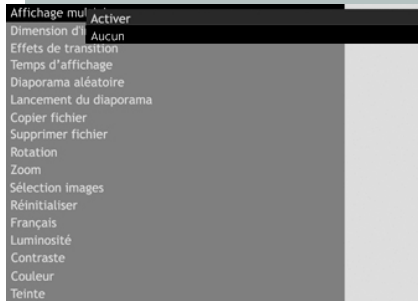 Affichage mul
Activer
Dimension d'i
Aucun
Effets de transition
Temps d'affichage
Diaporama aléatoire
Lancement du diaporama
Copier fichier
Supprimer fichier
Rotation
Zoom
Sélection images
Réinitialiser
Français
Luminosité
Contraste
Couleur
Teinte